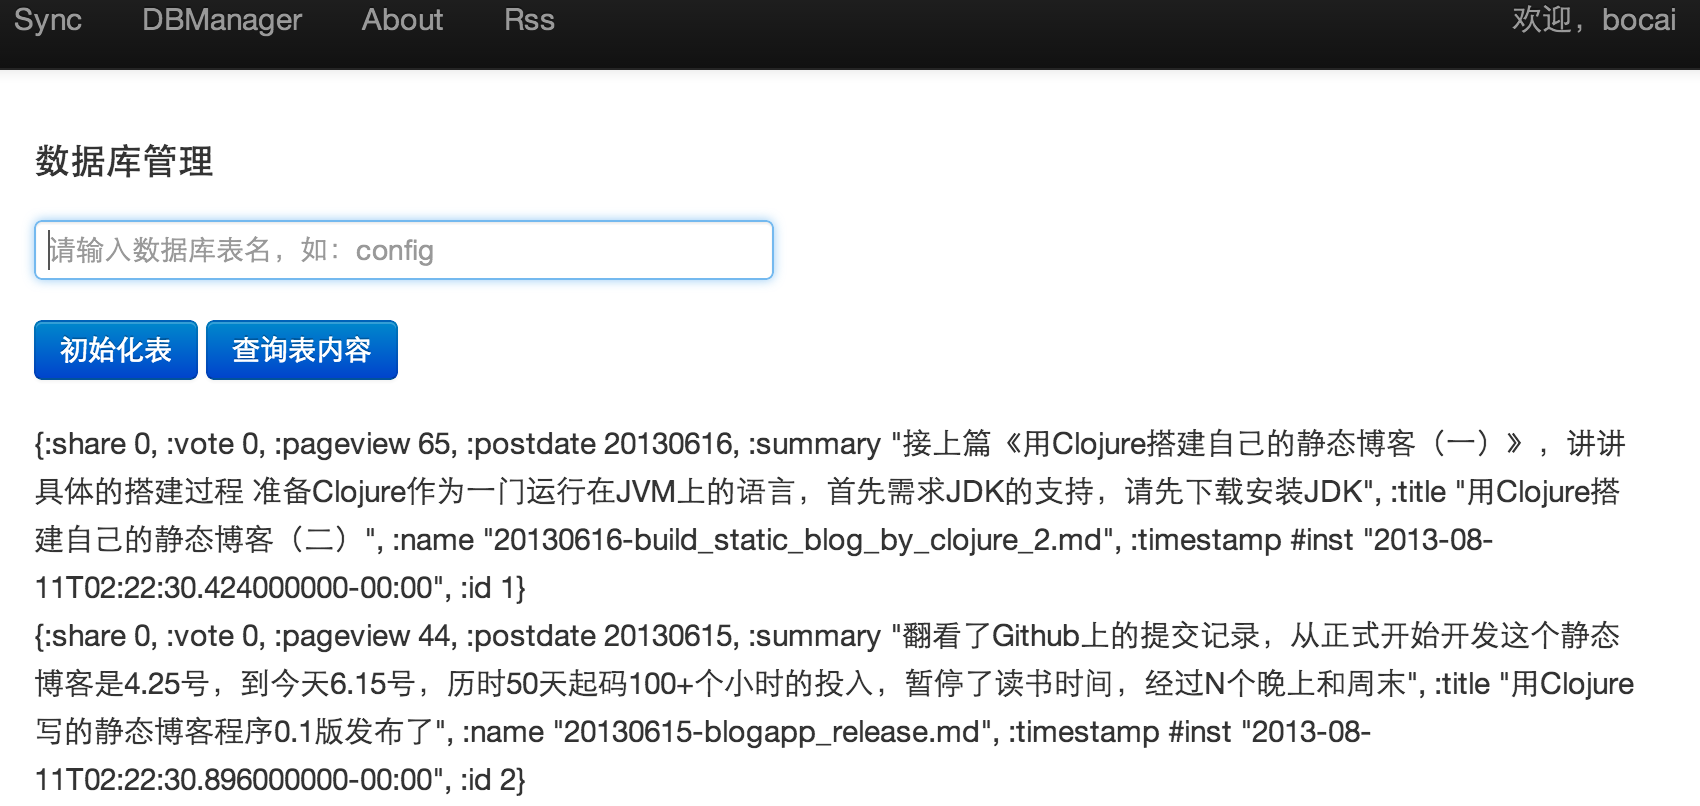 Sync DBManager About Rss 欢迎，bocai
数据库管理
请输入数据库表名，如：config
初始化表 查询表内容
{:share 0, :vote 0, :pageview 65, :postdate 20130616, :summary "接上篇《用Clojure搭建自己的静态博客（一）》，讲讲
具体的搭建过程 准备Clojure作为一门运行在JVM上的语言，首先需求JDK的支持，请先下载安装JDK", :title "用Clojure搭
建自己的静态博客（二）", :name "20130616-build_static_blog_by_clojure_2.md", :timestamp #inst "2013-08-
11T02:22:30.424000000-00:00", :id 1}
{:share 0, :vote 0, :pageview 44, :postdate 20130615, :summary "翻看了Github上的提交记录，从正式开始开发这个静态
博客是4.25号，到今天6.15号，历时50天起码100+个小时的投入，暂停了读书时间，经过N个晚上和周末", :title "用Clojure
写的静态博客程序0.1版发布了", :name "20130615-blogapp_release.md", :timestamp #inst "2013-08-
11T02:22:30.896000000-00:00", :id 2}